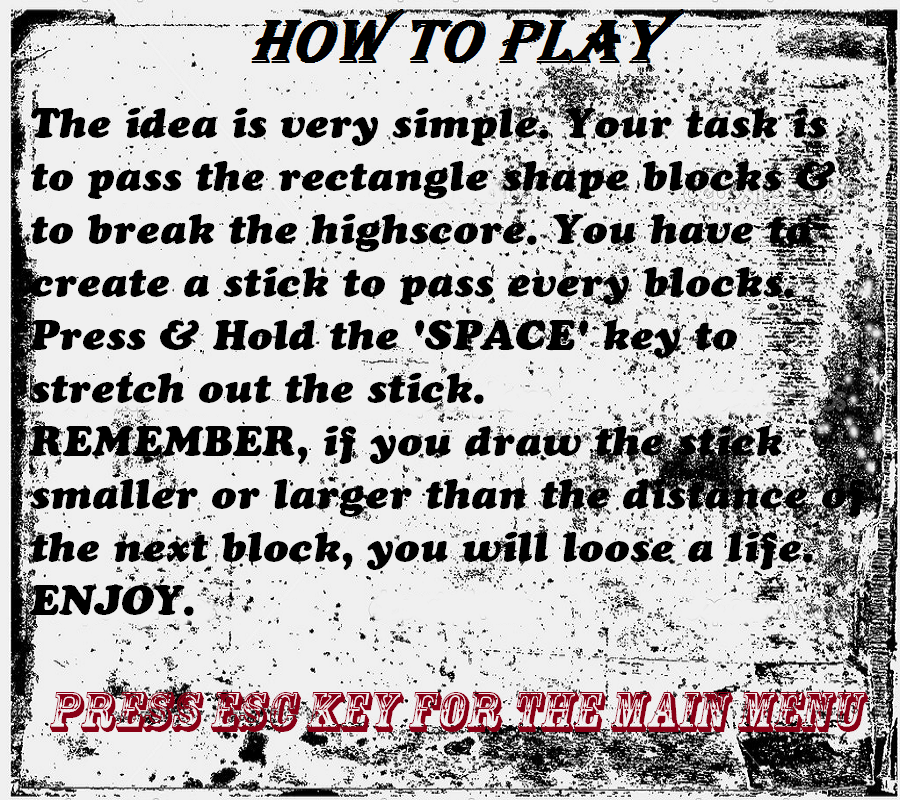 HOW TO PLAY
The idea is very simple. Your task is
to pass the rectangle shape blocks &
to break the highscore. You have to
create a stick to pass every blocks.
Press & Hold the 'SPACE' key to
stretch out the stick.
REMEMBER, if you draw the stick
smaller or larger than the distance of
the next block, you will loose a life.
ENJOY.
PRESS ESC KEY FOR THE MAIN MENU